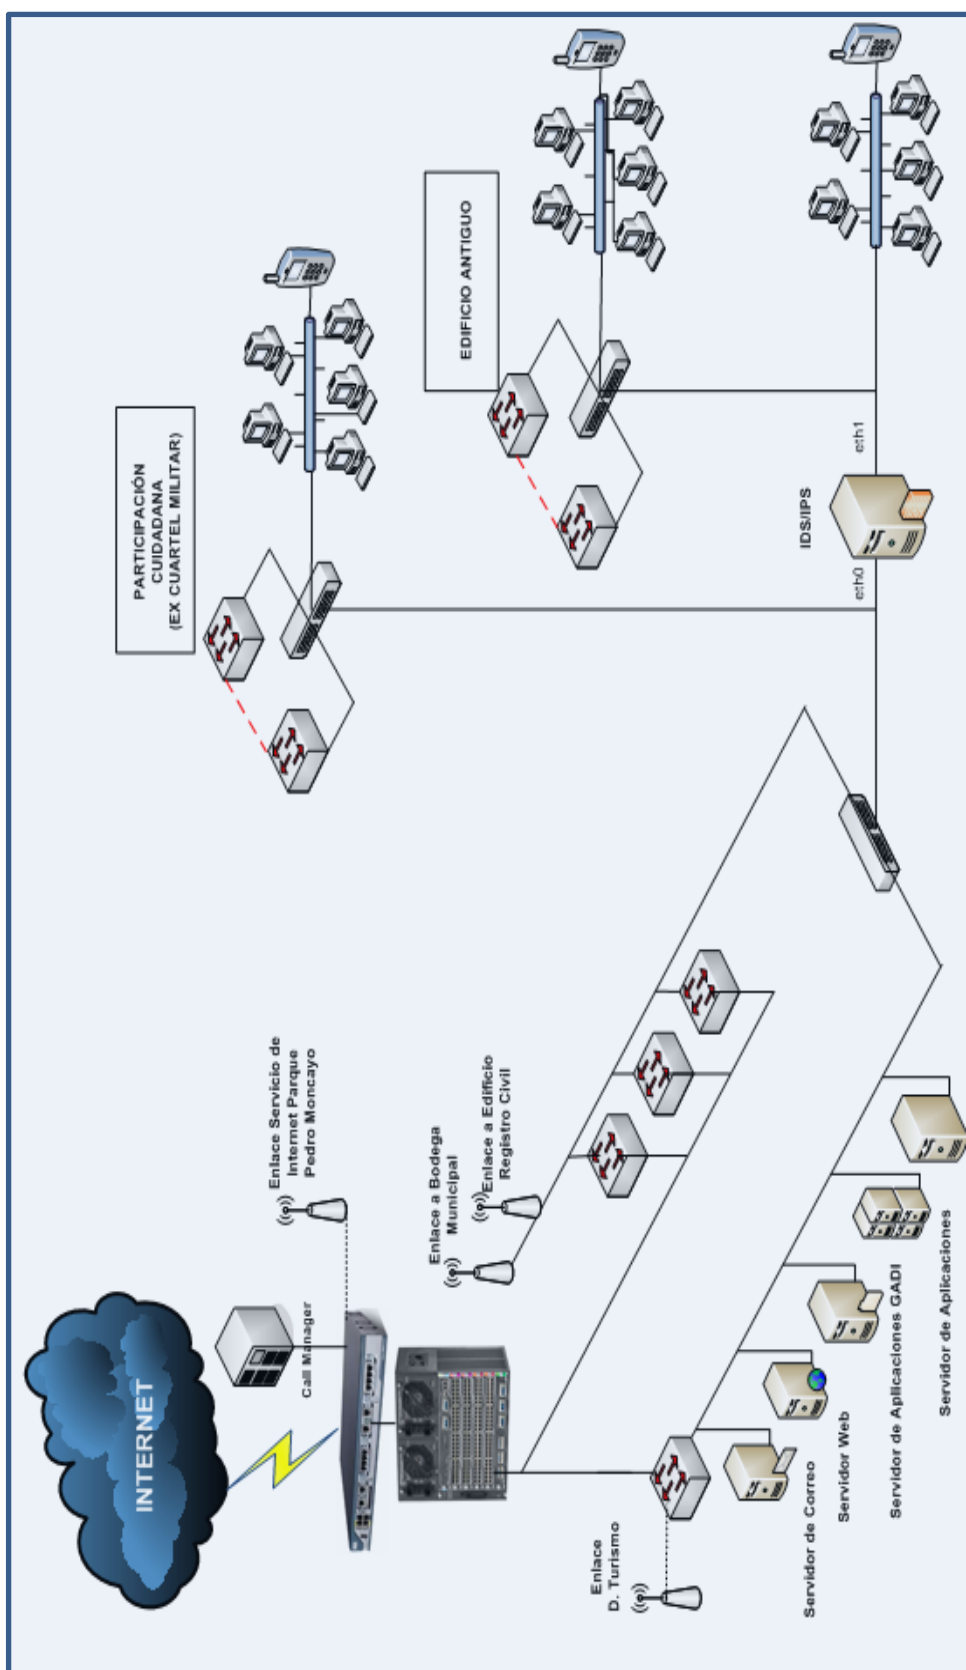 INTERNET
Call Manager
Enlace Servicio de
Internet Parque
Pedro Moncayo
Enlace a Bodega
Municipal
Enlace a Edificio
Registro Civil
Enlace
D. Turismo
Servidor de Correo
Servidor Web
Servidor de Aplicaciones GADI
Servidor de Aplicaciones
PARTICIPACIÓN
CUIDADANA
(EX CUARTEL MILITAR)
EDIFICIO ANTIGUO
IDS/IPS
eth0
eth1